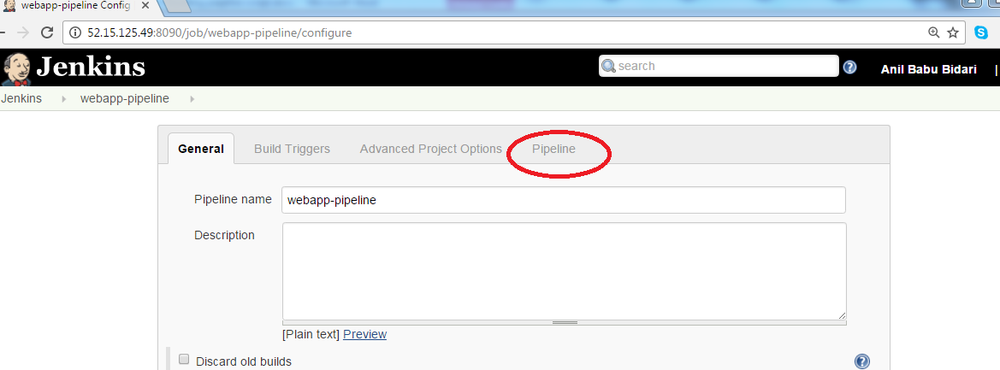 webapp-pipeline Config
52.15.125.49:8090/job/webapp-pipeline/configure
Jenkins
search
Anil Babu Bidari |
Jenkins webapp-pipeline
General Build Triggers Advanced Project Options Pipeline
Pipeline name webapp-pipeline
Description
[Plain text] Preview
Discard old builds